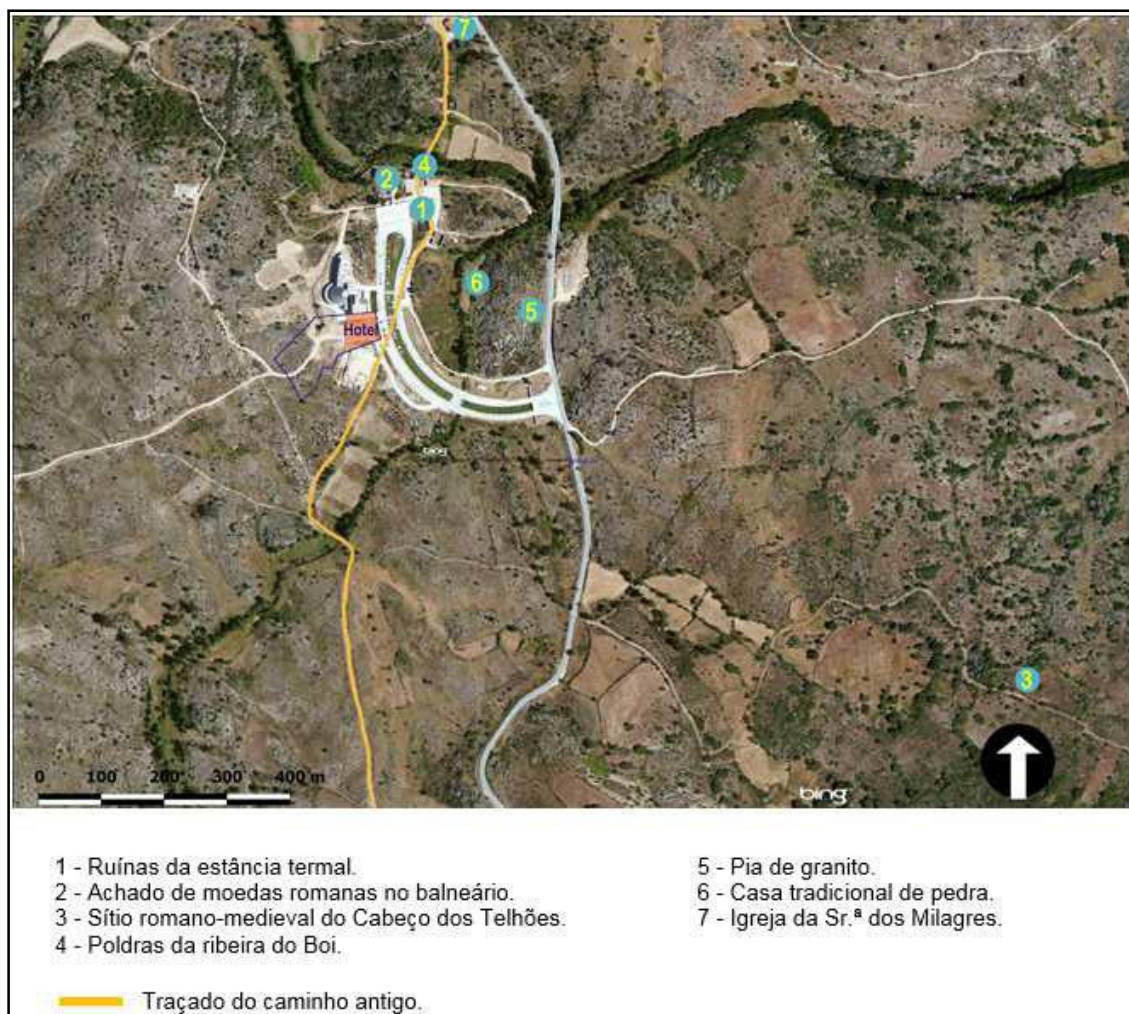 7
4
2
1
6
5
Hotel
bing
3
0 100 200 300 400 m
bing
1 - Ruínas da estância termal.
2 - Achado de moedas romanas no balneário.
3 - Sítio romano-medieval do Cabeço dos Telhões.
4 - Poldras da ribeira do Boi.
5 - Pia de granito.
6 - Casa tradicional de pedra.
7 - Igreja da Sr.ª dos Milagres.
Traçado do caminho antigo.